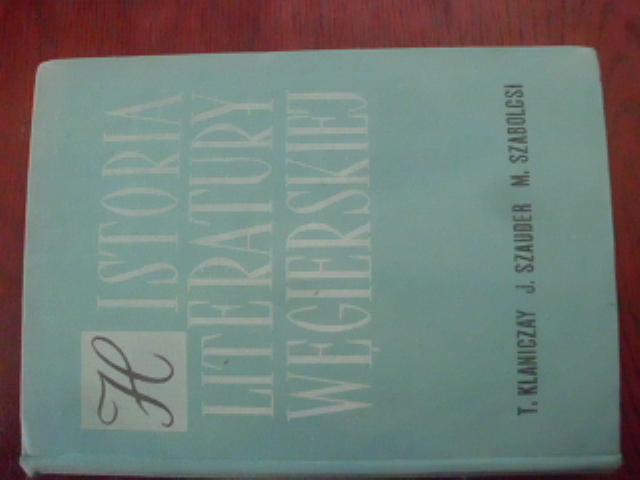 HISTORIA
LITERATURY
WĘGIERSKIEJ
T. KLANICZAY J. SZAUDER M. SZABOLCSI